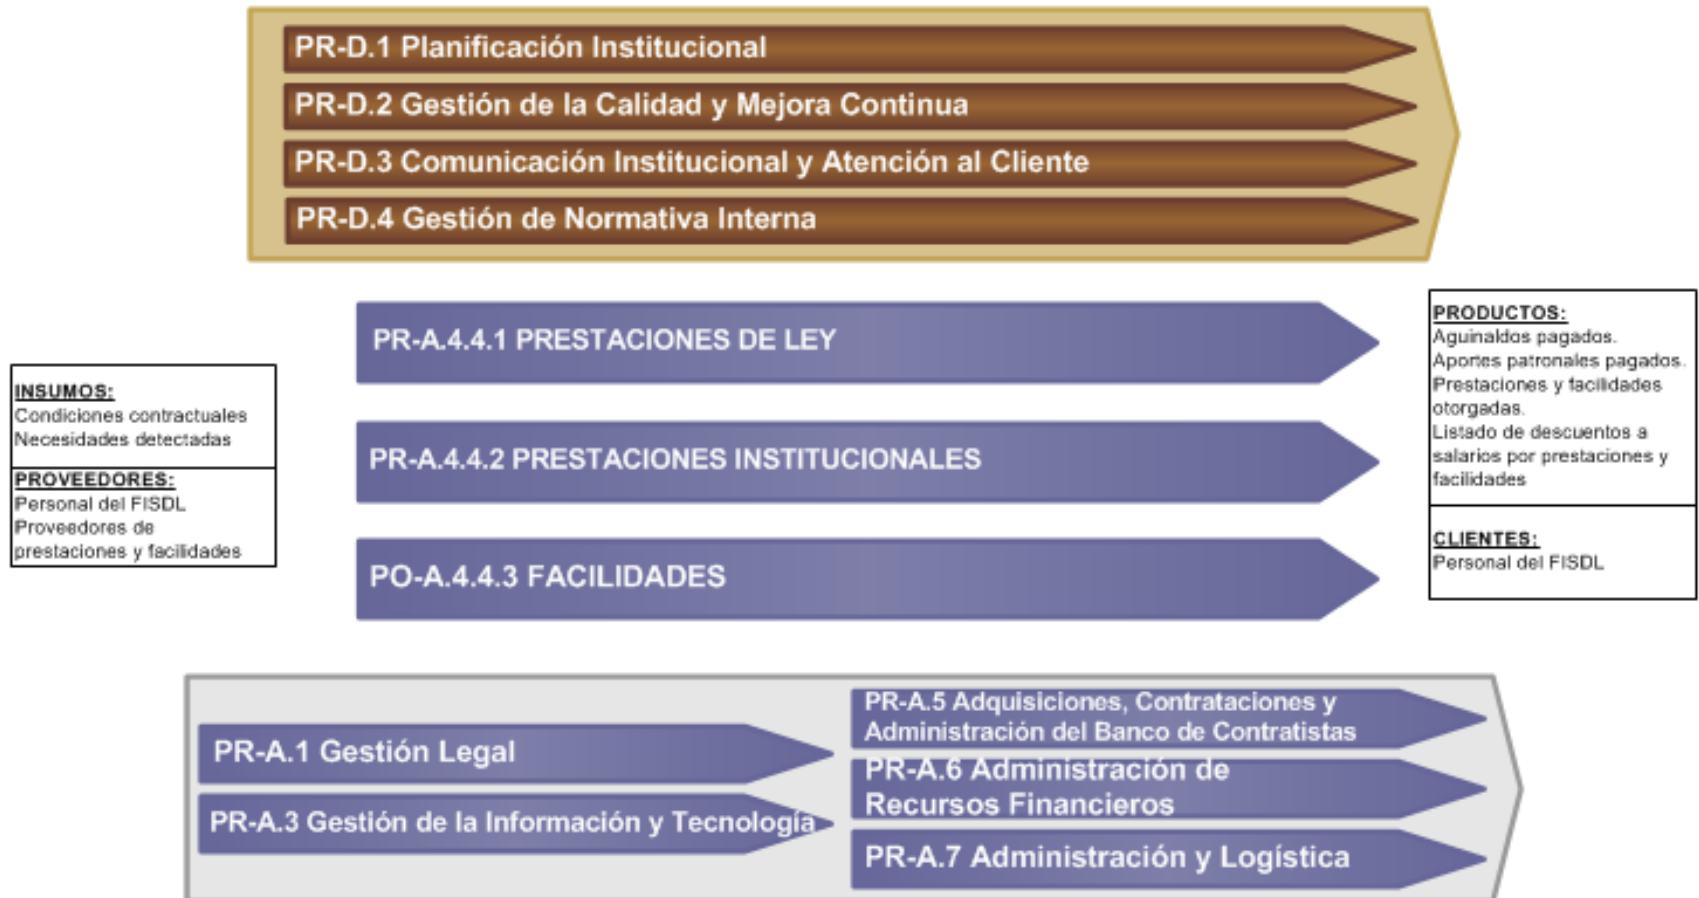 PR-D.1 Planificación Institucional
PR-D.2 Gestión de la Calidad y Mejora Continua
PR-D.3 Comunicación Institucional y Atención al Cliente
PR-D.4 Gestión de Normativa Interna
INSUMOS:
Condiciones contractuales
Necesidades detectadas
PROVEEDORES:
Personal del FISDL
Proveedores de
prestaciones y facilidades
PR-A.4.4.1 PRESTACIONES DE LEY
PR-A.4.4.2 PRESTACIONES INSTITUCIONALES
PO-A.4.4.3 FACILIDADES
PRODUCTOS:
Aguinaldos pagados.
Aportes patronales pagados.
Prestaciones y facilidades
otorgadas.
Listado de descuentos a
salarios por prestaciones y
facilidades
CLIENTES:
Personal del FISDL
PR-A.1 Gestión Legal
PR-A.3 Gestión de la Información y Tecnología
PR-A.5 Adquisiciones, Contrataciones y
Administración del Banco de Contratistas
PR-A.6 Administración de
Recursos Financieros
PR-A.7 Administración y Logística